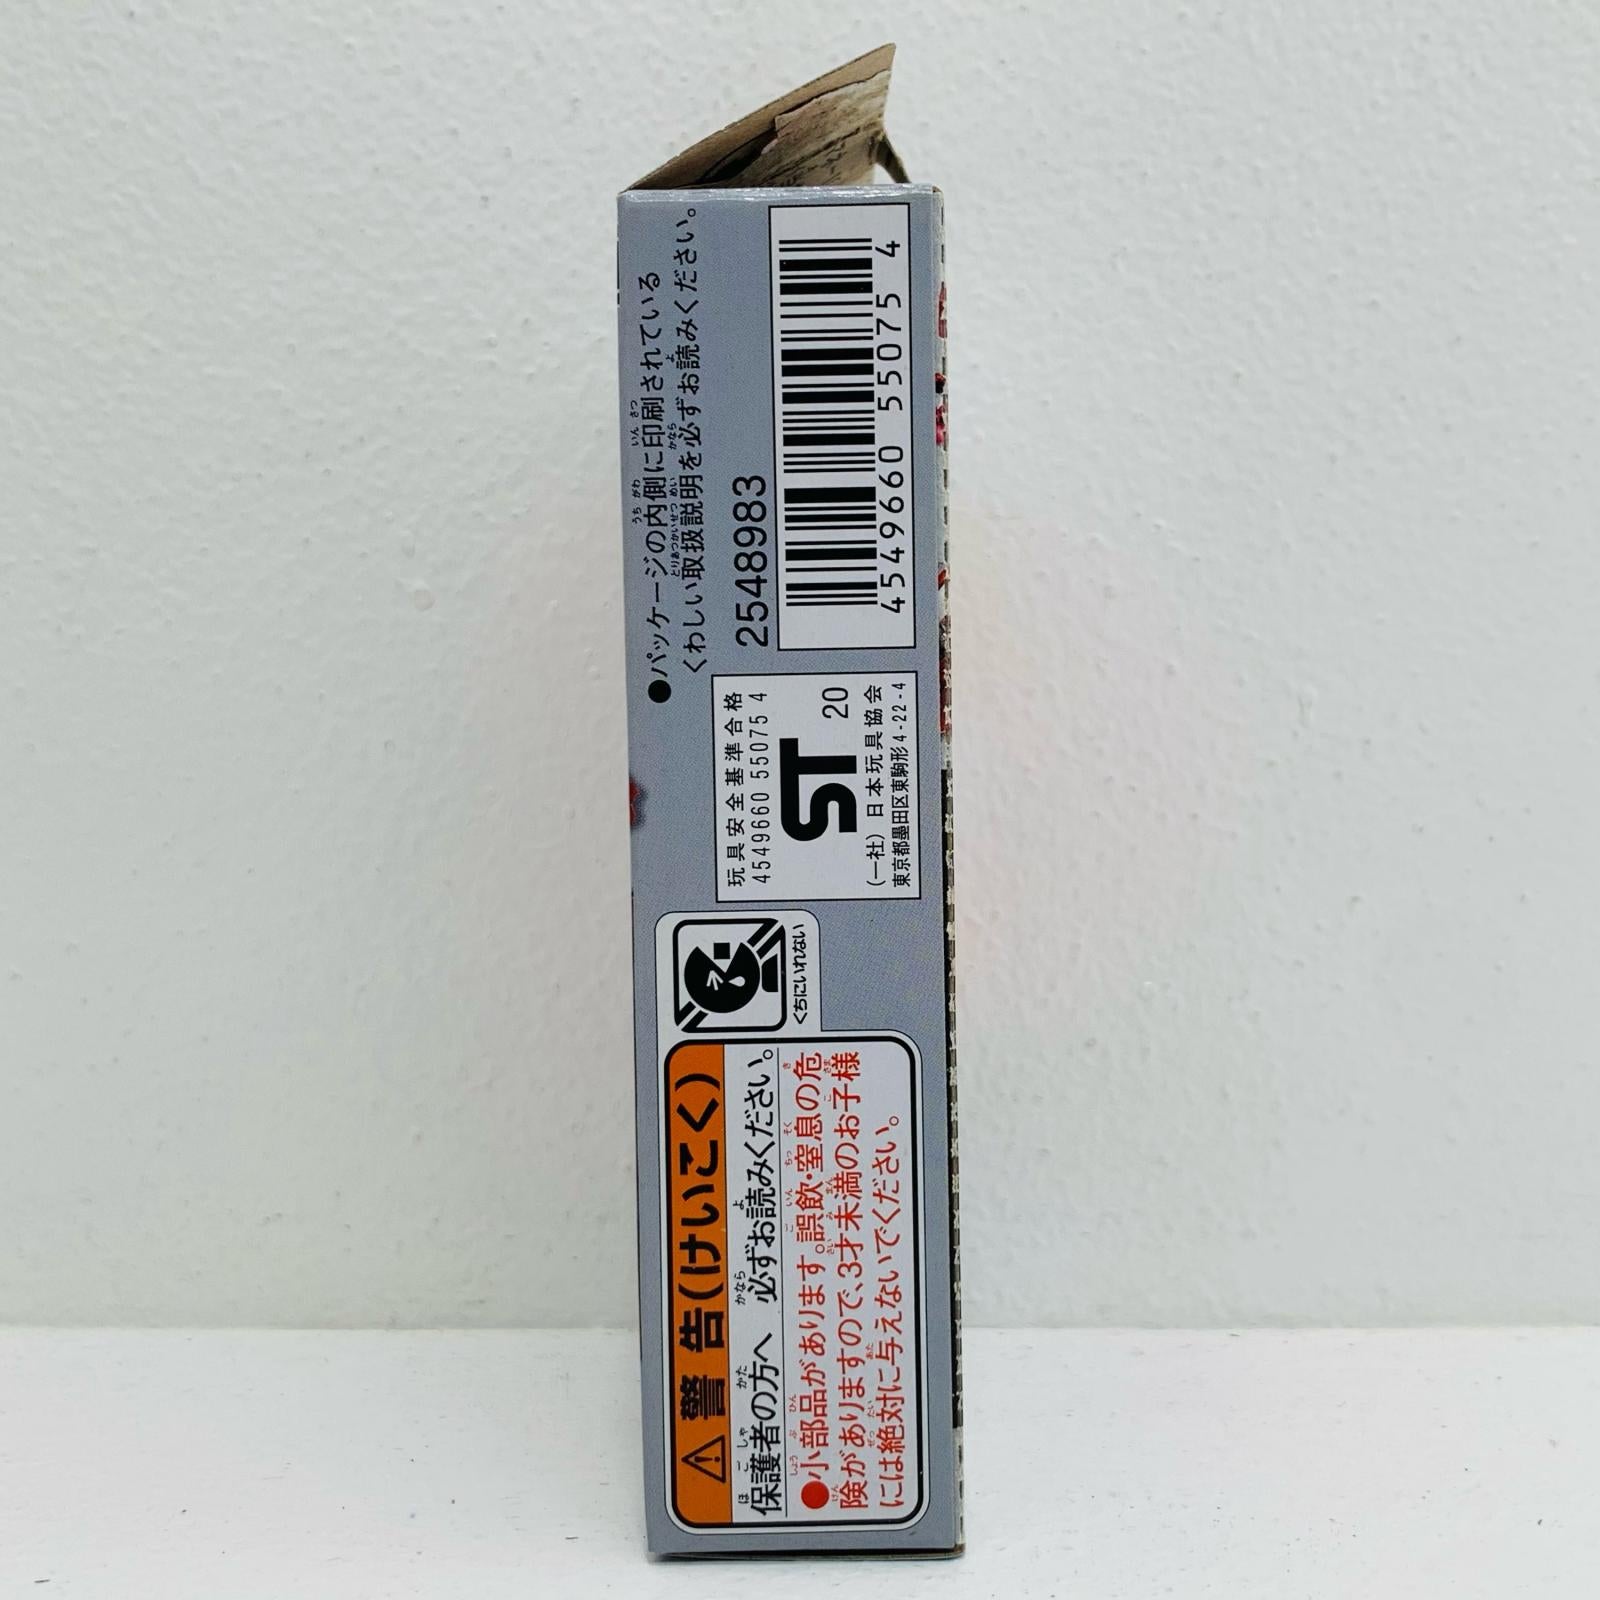 ●パッケージの内側に印刷されている
くわしい取扱説明を必ずお読みください。
2548983
4549660 550754
玩具安全基準合格
4549660 55075 4
ST
20
(一社)日本玩具協会
東京都墨田区東駒形4-22-4
くちにいれない
警告(けいこく)
保護者の方へ 必ずお読みください。
●小部品があります。誤飲・窒息の危
険がありますので、3才未満のお子様
には絶対に与えないでください。